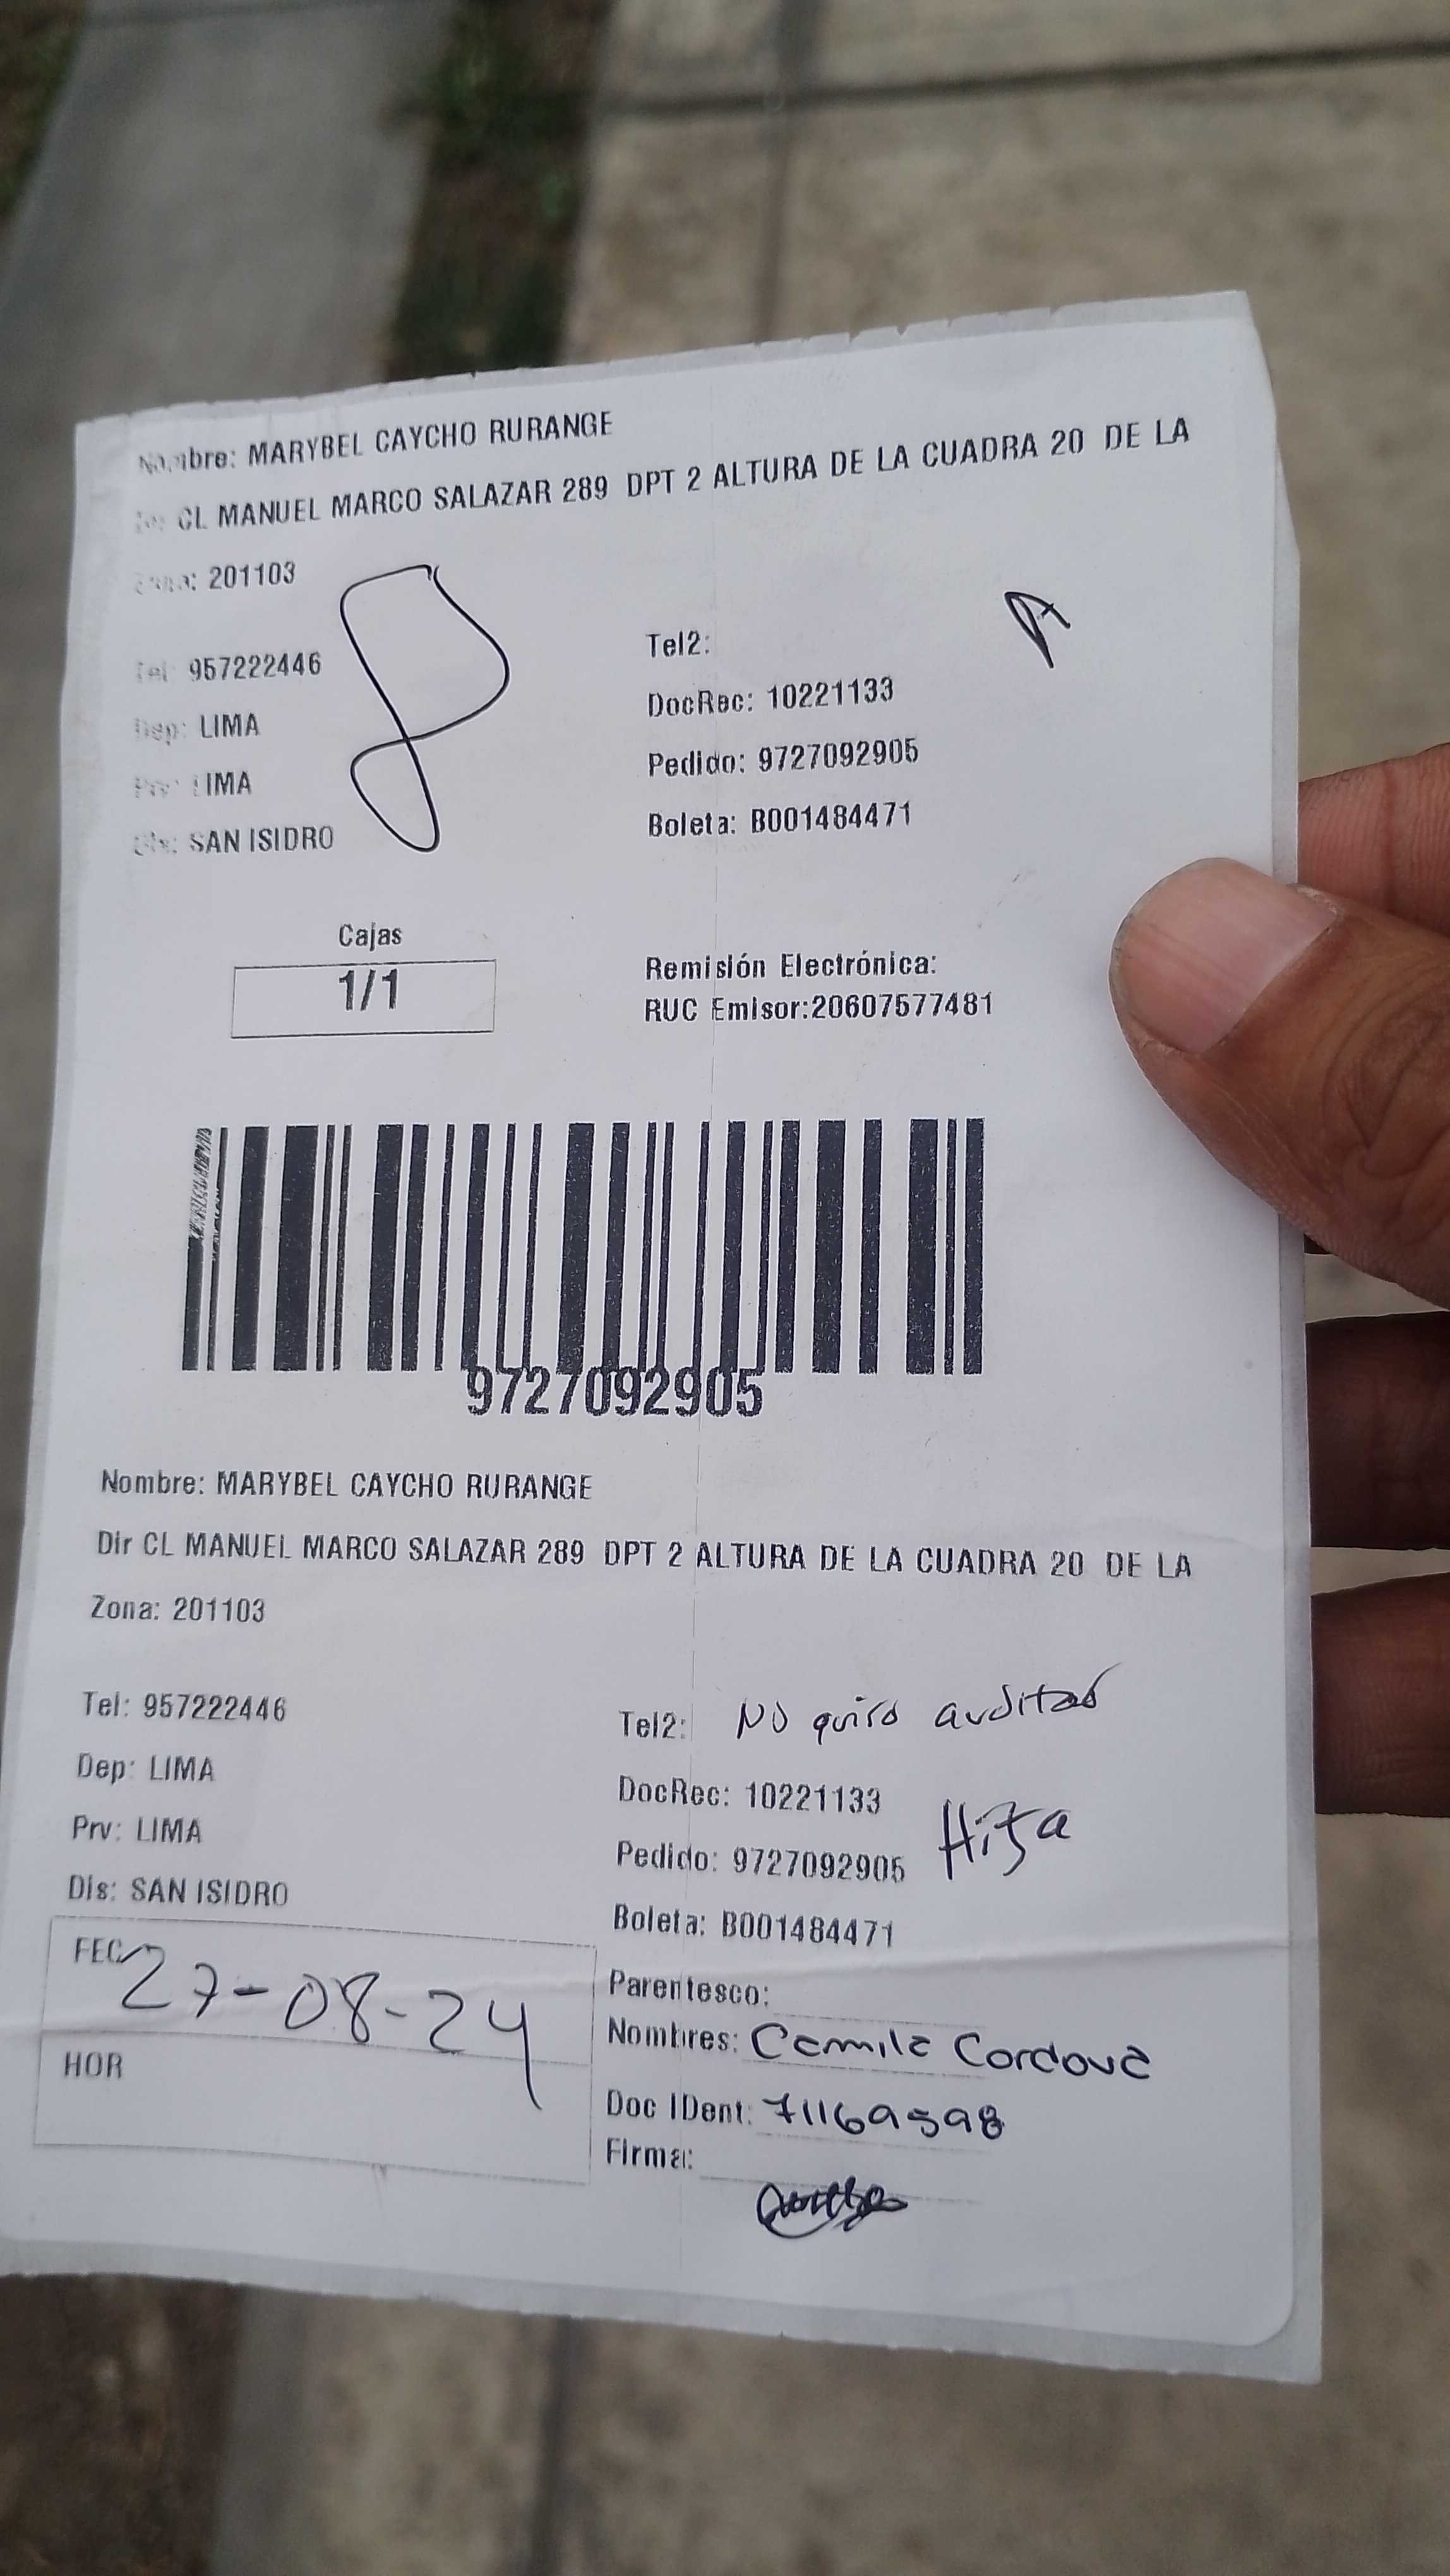 Nombre: MARYBEL CAYCHO RURANGE
CL MANUEL MARCO SALAZAR 289 DPT 2 ALTURA DE LA CUADRA 20 DE LA
Zona: 201103
8
Tel: 957222446
Dep: LIMA
Prv: LIMA
Dis: SAN ISIDRO
Tel2:
DocRec: 10221133
Pedido: 9727092905
Boleta: B001484471
Cajas
1/1
Remisión Electrónica:
RUC Emisor:20607577481
9727092905
Nombre: MARYBEL CAYCHO RURANGE
Dir CL MANUEL MARCO SALAZAR 289 DPT 2 ALTURA DE LA CUADRA 20 DE LA
Zona: 201103
Tel: 957222446
Dep: LIMA
Prv: LIMA
Dis: SAN ISIDRO
Tel2: No quiso auditar
DocRec: 10221133
Hija
Pedido: 9727092905
Boleta: B001484471
FEC 27-08-24
HOR
Parentesco:
Nombres: Camila Cordova
Doc IDent: 71169598
Firma: